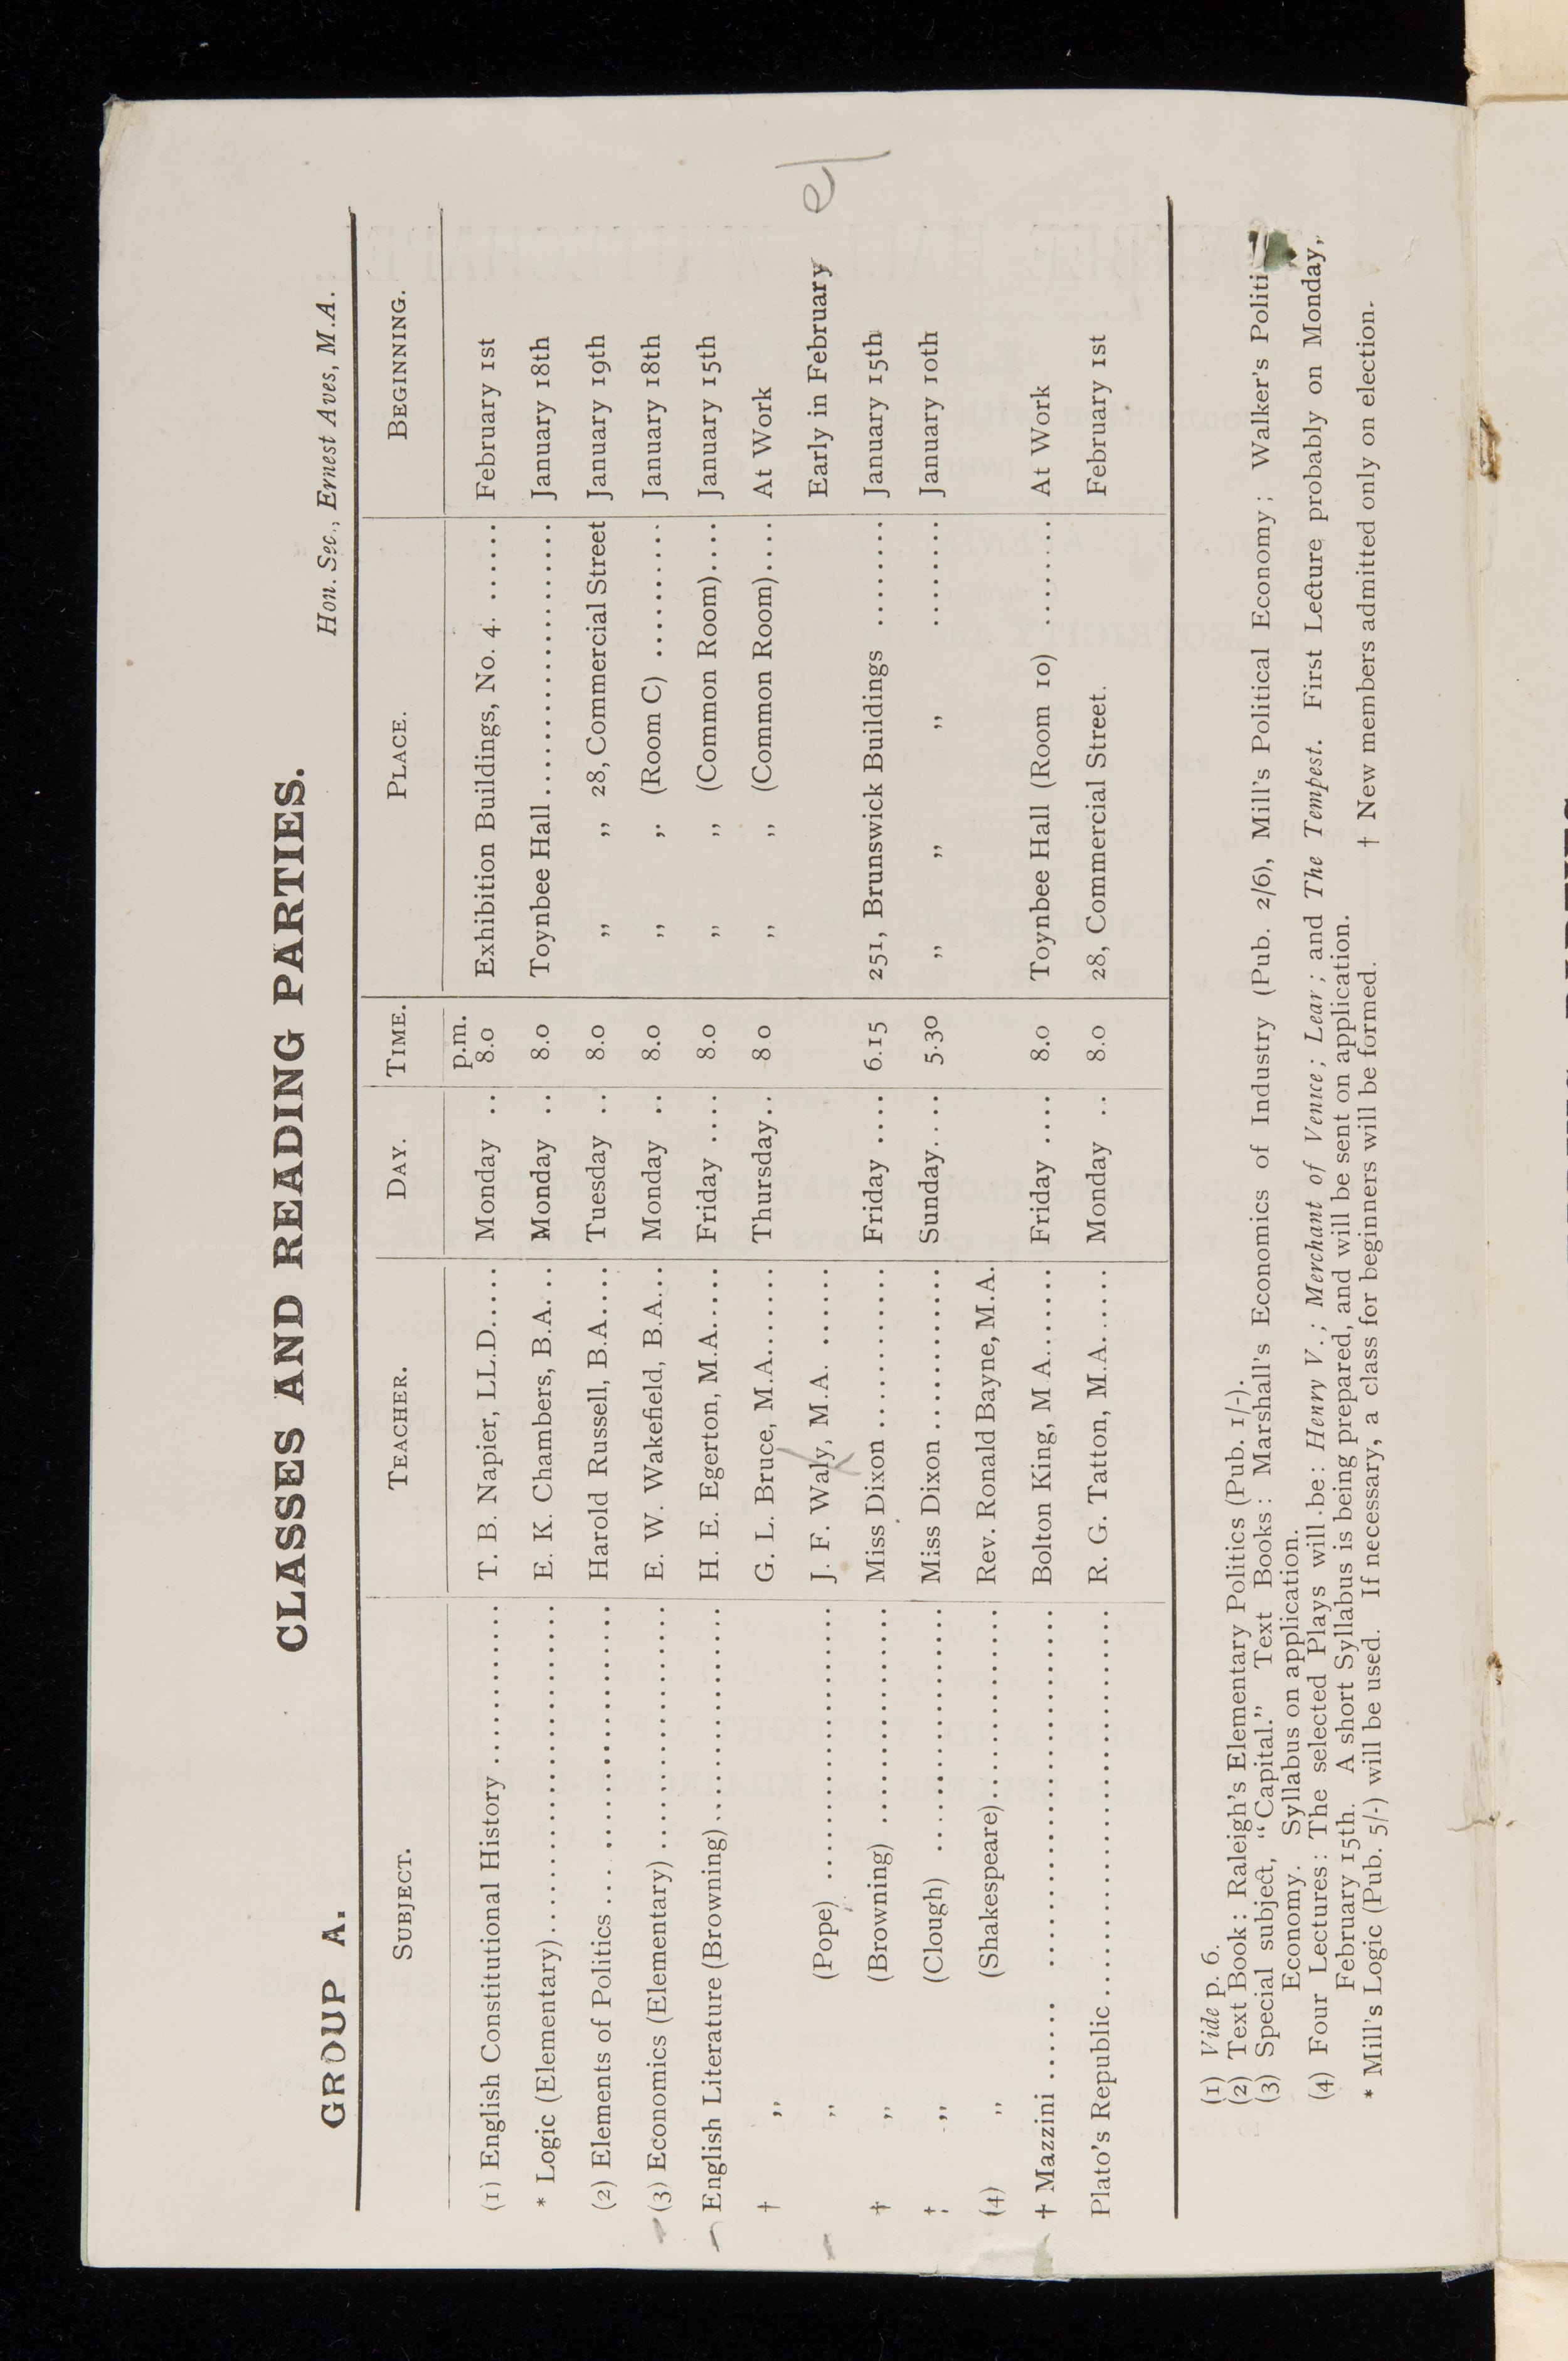 CLASSES AND READING PARTIES.
GROUP A. Hon. Sec., Ernest Aves, M.A.
SUBJECT. TEACHER. DAY. TIME. PLACE. BEGINNING.
p.m.
(1) English Constitutional History ............ T. B. Napier, LL.D..... Monday .. 8.0 Exhibition Buildings, No. 4. ...... February 1st
* Logic (Elementary)........................ E. K. Chambers, B.A... Monday .. 8.0 Toynbee Hall........................ January 18th
(2) Elements of Politics .... .................. Harold Russell, B.A.... Tuesday .. 8.0 ,, ,, 28, Commercial Street January 19th
(3) Economics (Elementary) .................. E. W. Wakefield, B.A... Monday .. 8.0 ,, ,. (Room C) .......... January 18th
English Literature (Browning)................ H. E. Egerton, M.A..... Friday .... 8.0 ,, ,, (Common Room).... January 15th
† ,, G. L. Bruce, M.A....... Thursday.. 8 0 ,, ,, (Common Room).... At Work
,, (Pope) .................... J. F. Waly, M.A. ...... Early in February
† ,, (Browning) ................ Miss Dixon ............ Friday .... 6.15 251, Brunswick Buildings ........ January 15th
† ,, (Clough) .................. Miss Dixon ............ Sunday.... 5.30 ,, ,, ,, ........ January 10th
(4) ,, (Shakespeare)................ Rev. Ronald Bayne, M.A.
† Mazzini ...... ........................ Bolton King, M A....... Friday .... 8.0 Toynbee Hall (Room 10) ....... At Work
Plato's Republic .............................. R. G. Tatton, M.A...... Monday .. 8.0 28, Commercial Street. February 1st
(1) Vide p. 6.
(2) Text Book: Raleigh's Elementary Politics (Pub. 1/-).
(3) Special subject, "Capital." Text Books: Marshall's Economics of Industry (Pub. 2/6), Mill's Political Economy; Walker's Politi
Economy. Syllabus on application.
(4) Four Lectures: The selected Plays will be: Henry V.; Merchant of Venice; Lear; and The Tempest. First Lecture probably on Monday,
February 15th. A short Syllabus is being prepared, and will be sent on application.
* Mill's Logic (Pub. 5/-) will be used. If necessary, a class for beginners will be formed. † New members admitted only on election.